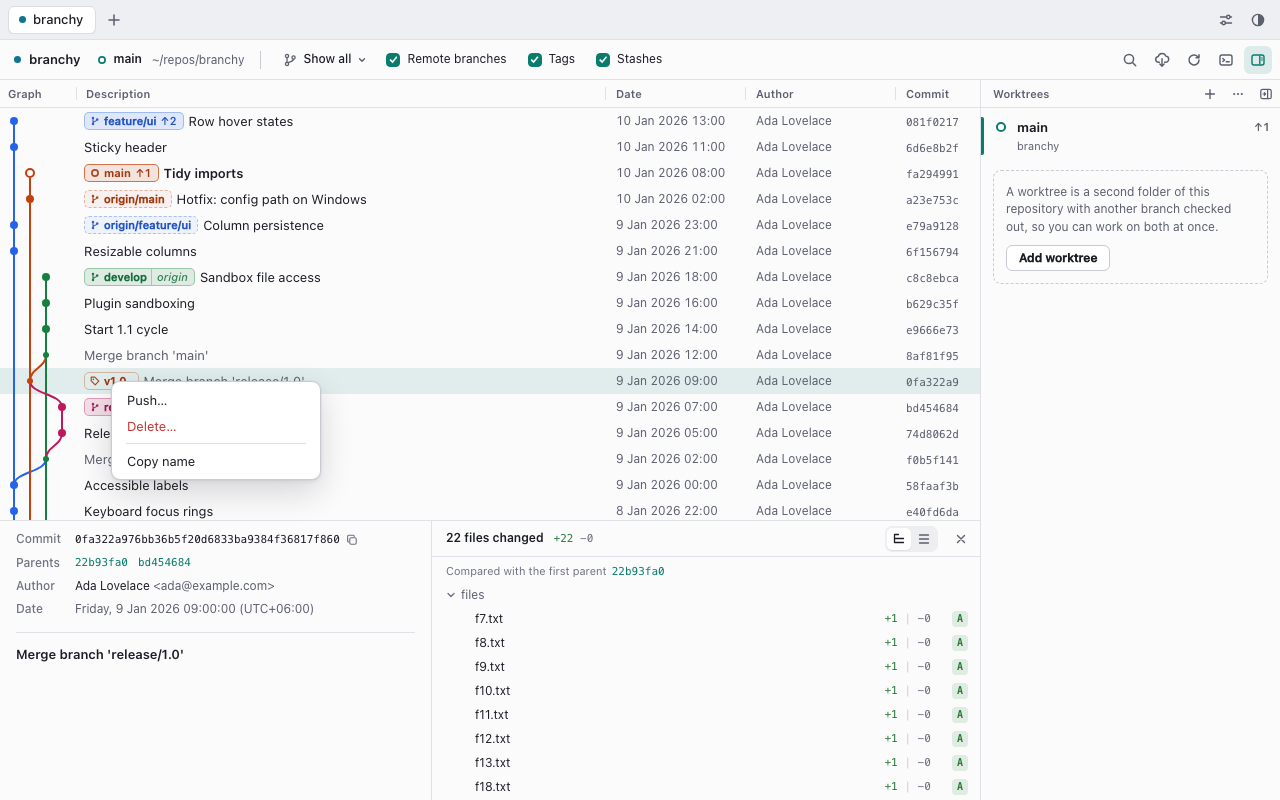 branchy
branchy main ~/repos/branchy Show all Remote branches Tags Stashes
Graph Description Date Author Commit Worktrees
feature/ui ↑2 Row hover states 10 Jan 2026 13:00 Ada Lovelace 081f0217
Sticky header 10 Jan 2026 11:00 Ada Lovelace 6d6e8b2f
main ↑1 Tidy imports 10 Jan 2026 08:00 Ada Lovelace fa294991
origin/main Hotfix: config path on Windows 10 Jan 2026 02:00 Ada Lovelace a23e753c
origin/feature/ui Column persistence 9 Jan 2026 23:00 Ada Lovelace e79a9128
Resizable columns 9 Jan 2026 21:00 Ada Lovelace 6f156794
develop origin Sandbox file access 9 Jan 2026 18:00 Ada Lovelace c8c8ebca
Plugin sandboxing 9 Jan 2026 16:00 Ada Lovelace b629c35f
Start 1.1 cycle 9 Jan 2026 14:00 Ada Lovelace e9666e73
Merge branch 'main' 9 Jan 2026 12:00 Ada Lovelace 8af81f95
v1.0 Merge branch 'release/1.0' 9 Jan 2026 09:00 Ada Lovelace 0fa322a9
9 Jan 2026 07:00 Ada Lovelace bd454684
9 Jan 2026 05:00 Ada Lovelace 74d8062d
9 Jan 2026 02:00 Ada Lovelace f0b5f141
Accessible labels 9 Jan 2026 00:00 Ada Lovelace 58faaf3b
Keyboard focus rings 8 Jan 2026 22:00 Ada Lovelace e40fd6da
Push...
Delete...
Copy name
main ↑1
branchy
A worktree is a second folder of this
repository with another branch checked
out, so you can work on both at once.
Add worktree
Commit 0fa322a976bb36b5f20d6833ba9384f36817f860
Parents 22b93fa0 bd454684
Author Ada Lovelace <ada@example.com>
Date Friday, 9 Jan 2026 09:00:00 (UTC+06:00)
Merge branch 'release/1.0'
22 files changed +22 −0
Compared with the first parent 22b93fa0
files
f7.txt +1 | −0 A
f8.txt +1 | −0 A
f9.txt +1 | −0 A
f10.txt +1 | −0 A
f11.txt +1 | −0 A
f12.txt +1 | −0 A
f13.txt +1 | −0 A
f18.txt +1 | −0 A